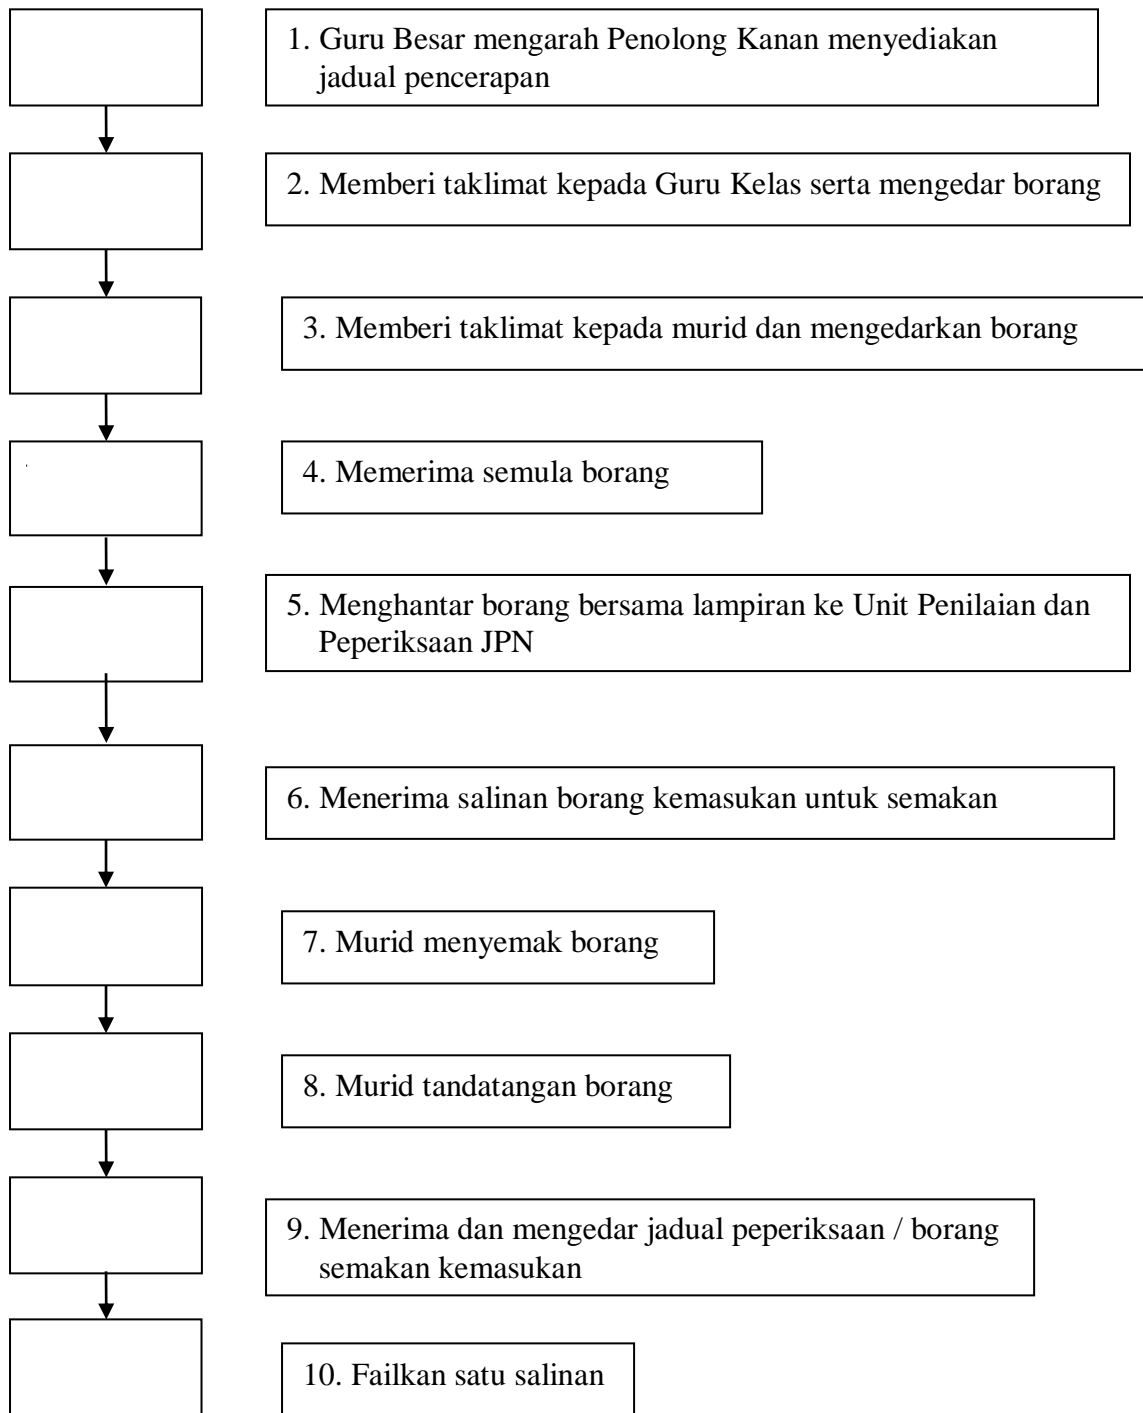 1. Guru Besar mengarah Penolong Kanan menyediakan
jadual pencerapan
2. Memberi taklimat kepada Guru Kelas serta mengedar borang
3. Memberi taklimat kepada murid dan mengedarkan borang
4. Memerima semula borang
5. Menghantar borang bersama lampiran ke Unit Penilaian dan
Peperiksaan JPN
6. Menerima salinan borang kemasukan untuk semakan
7. Murid menyemak borang
8. Murid tandatangan borang
9. Menerima dan mengedar jadual peperiksaan / borang
semakan kemasukan
10. Failkan satu salinan